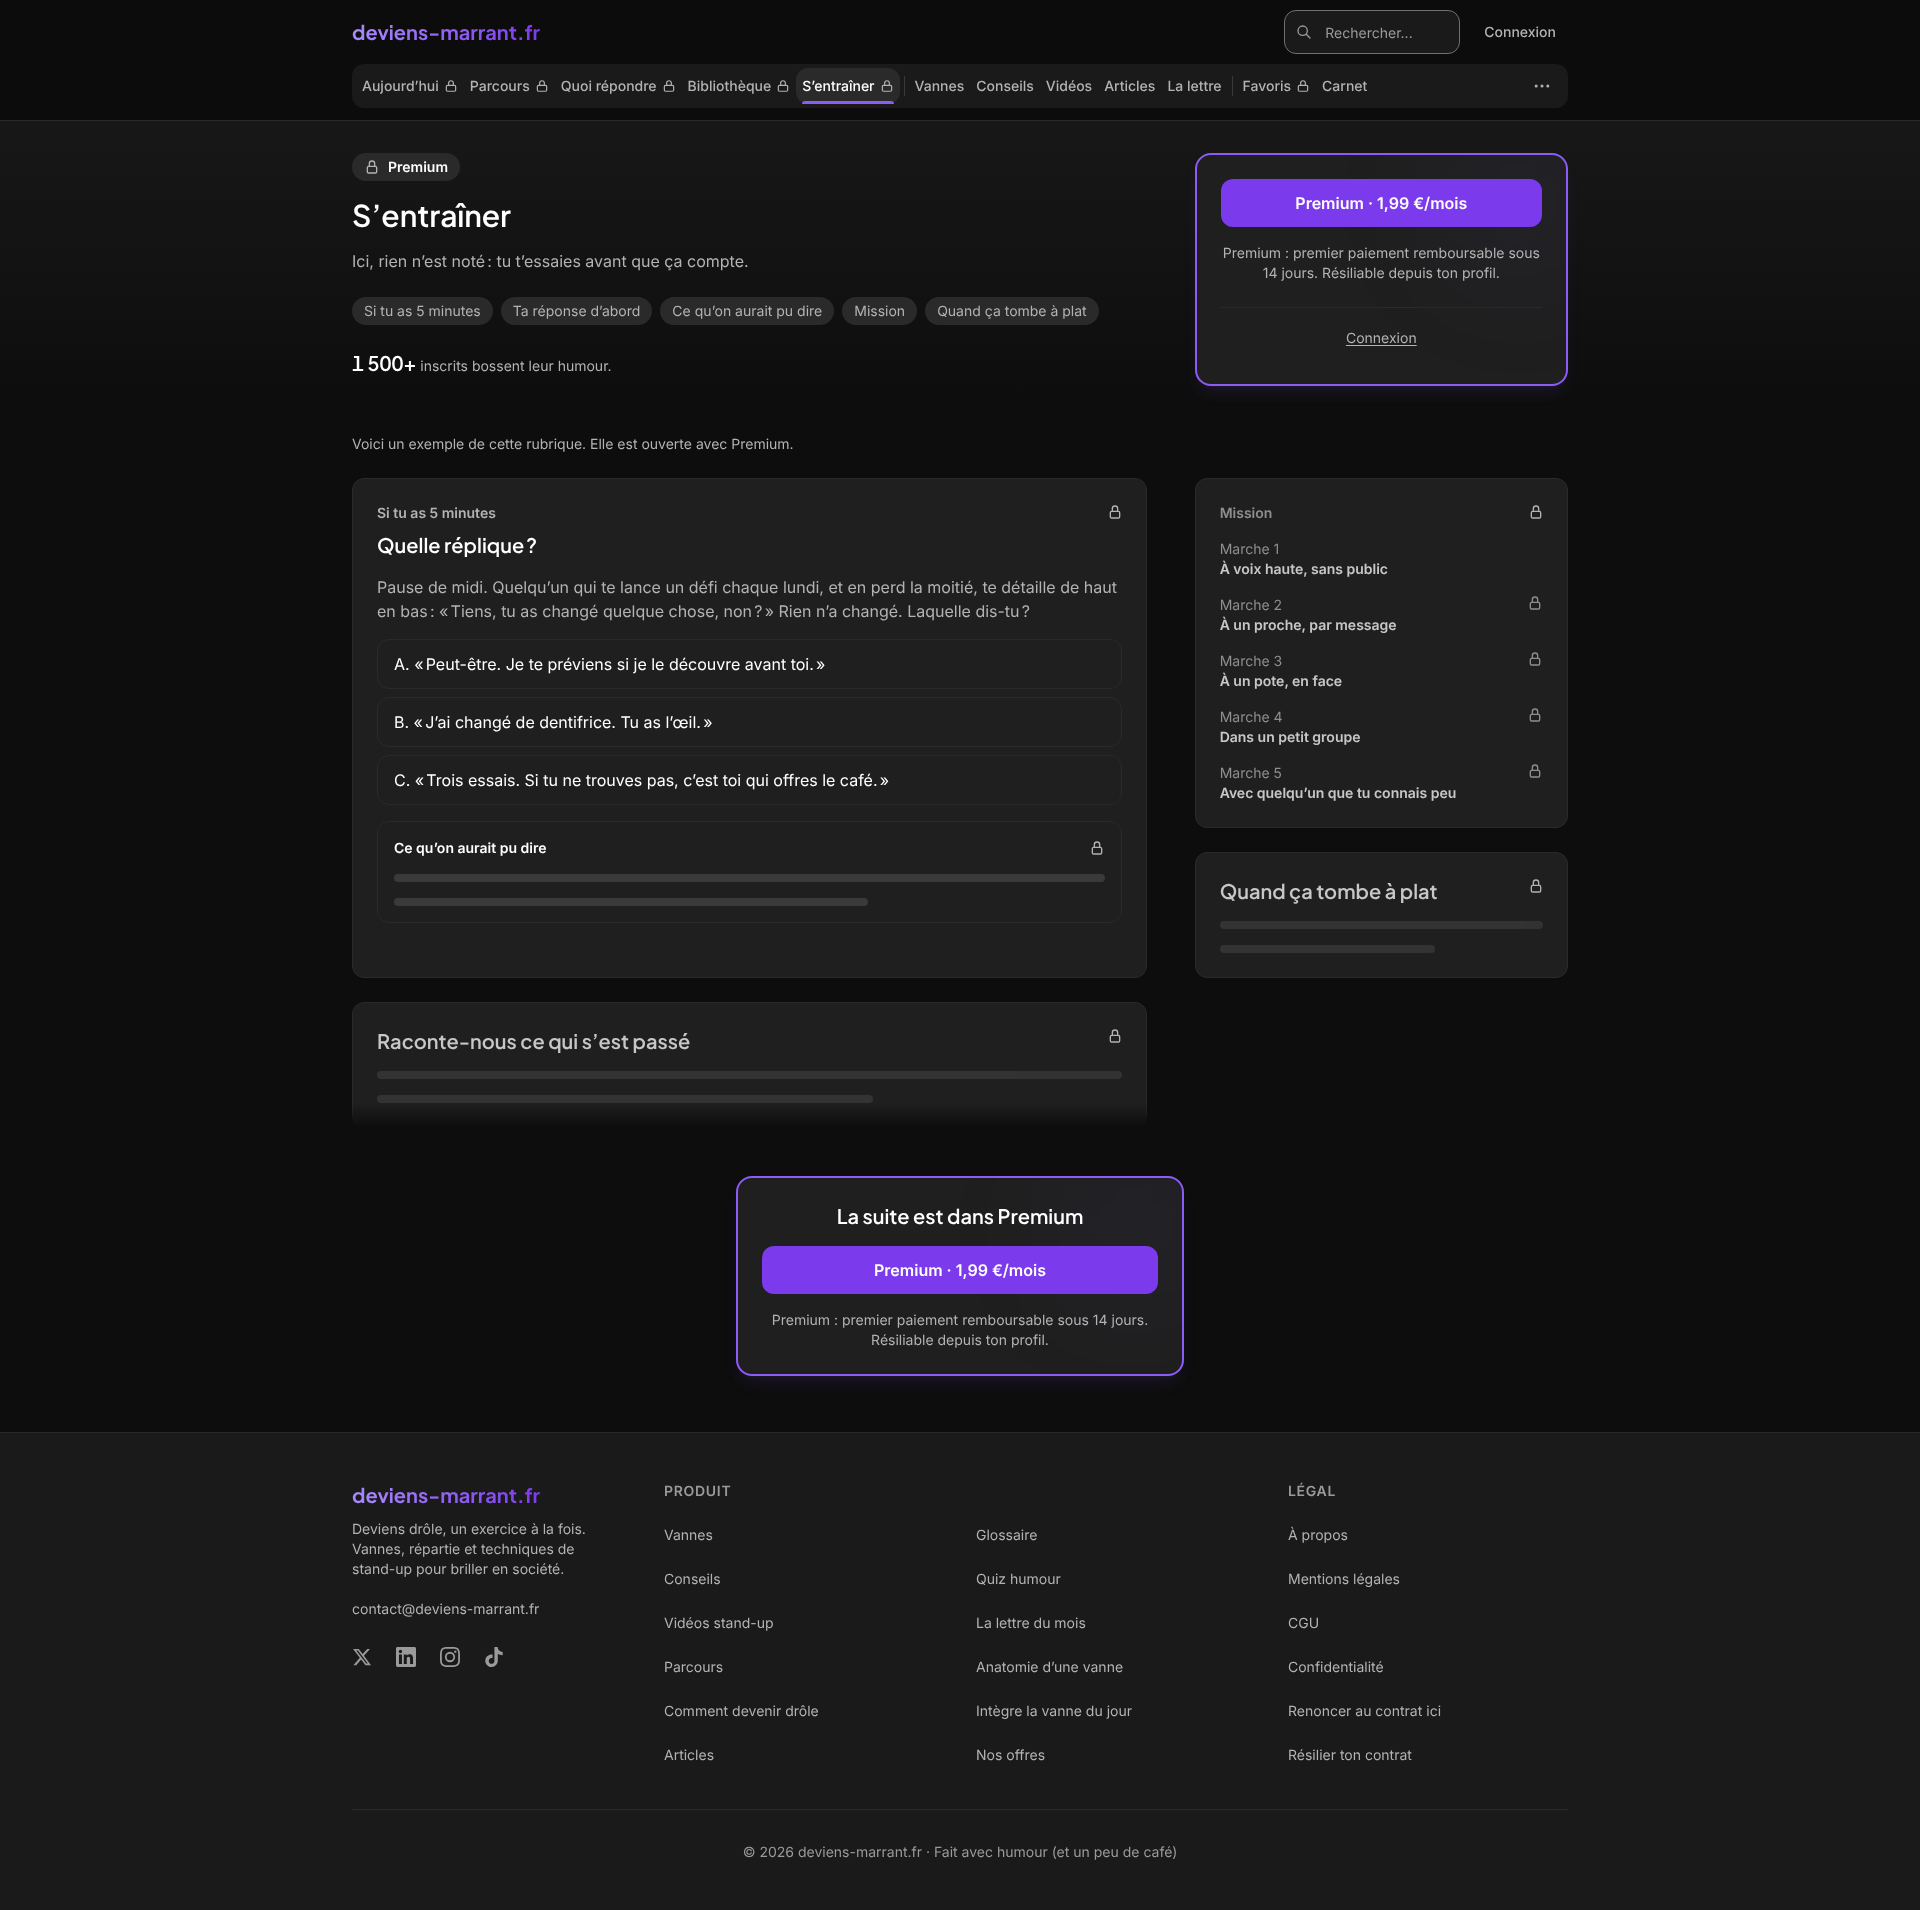 deviens-marrant.fr
Rechercher...
Connexion
Aujourd’hui
Parcours
Quoi répondre
Bibliothèque
S’entraîner
Vannes
Conseils
Vidéos
Articles
La lettre
Favoris
Carnet
Premium
S’entraîner
Ici, rien n’est noté : tu t’essaies avant que ça compte.
Si tu as 5 minutes
Ta réponse d’abord
Ce qu’on aurait pu dire
Mission
Quand ça tombe à plat
1 500+ inscrits bossent leur humour.
Premium · 1,99 €/mois
Premium : premier paiement remboursable sous
14 jours. Résiliable depuis ton profil.
Connexion
Voici un exemple de cette rubrique. Elle est ouverte avec Premium.
Si tu as 5 minutes
Quelle réplique ?
Pause de midi. Quelqu’un qui te lance un défi chaque lundi, et en perd la moitié, te détaille de haut
en bas : « Tiens, tu as changé quelque chose, non ? » Rien n’a changé. Laquelle dis-tu ?
A. « Peut-être. Je te préviens si je le découvre avant toi. »
B. « J’ai changé de dentifrice. Tu as l’œil. »
C. « Trois essais. Si tu ne trouves pas, c’est toi qui offres le café. »
Ce qu’on aurait pu dire
Mission
Marche 1
À voix haute, sans public
Marche 2
À un proche, par message
Marche 3
À un pote, en face
Marche 4
Dans un petit groupe
Marche 5
Avec quelqu’un que tu connais peu
Quand ça tombe à plat
Raconte-nous ce qui s’est passé
La suite est dans Premium
Premium · 1,99 €/mois
Premium : premier paiement remboursable sous 14 jours.
Résiliable depuis ton profil.
deviens-marrant.fr
Deviens drôle, un exercice à la fois.
Vannes, répartie et techniques de
stand-up pour briller en société.
contact@deviens-marrant.fr
PRODUIT
Vannes
Conseils
Vidéos stand-up
Parcours
Comment devenir drôle
Articles
Glossaire
Quiz humour
La lettre du mois
Anatomie d’une vanne
Intègre la vanne du jour
Nos offres
LÉGAL
À propos
Mentions légales
CGU
Confidentialité
Renoncer au contrat ici
Résilier ton contrat
© 2026 deviens-marrant.fr · Fait avec humour (et un peu de café)